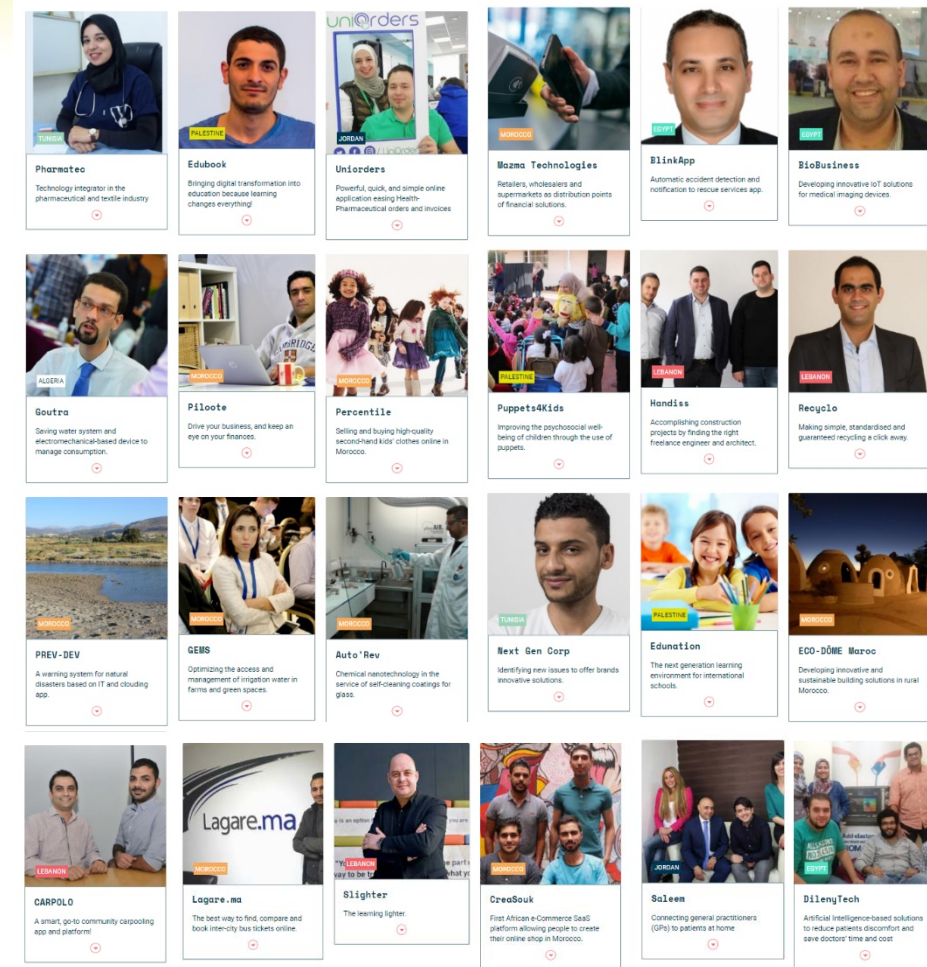 TUNISIA
Pharmatec
Technology integrator in the
pharmaceutical and textile industry
PALESTINE
Edubook
Bringing digital transformation into
education because learning
changes everything!
uni@rders
JORDAN
Uniorders
Powerful, quick, and simple online
application easing Health-
Pharmaceutical orders and invoices
MOROCCO
Mazma Technologies
Retailers, wholesalers and
supermarkets as distribution points
of financial solutions.
EGYPT
BlinkApp
Automatic accident detection and
notification to rescue services app.
EGYPT
BioBusiness
Developing innovative IoT solutions
for medical imaging devices.
ALGERIA
Goutra
Saving water system and
electromechanical-based device to
manage consumption.
MOROCCO
Piloote
Drive your business, and keep an
eye on your finances.
MOROCCO
Percentile
Selling and buying high-quality
second-hand kids' clothes online in
Morocco.
PALESTINE
Puppets4Kids
Improving the psychosocial well-
being of children through the use of
puppets.
LEBANON
Handiss
Accomplishing construction
projects by finding the right
freelance engineer and architect.
LEBANON
Recyclo
Making simple, standardised and
guaranteed recycling a click away.
MOROCCO
PREV-DEV
A warning system for natural
disasters based on IT and clouding
app.
MOROCCO
GEMS
Optimizing the access and
management of irrigation water in
farms and green spaces.
MOROCCO
Auto'Rev
Chemical nanotechnology in the
service of self-cleaning coatings for
glass.
TUNISIA
Next Gen Corp
Identifying new issues to offer brands
innovative solutions.
PALESTINE
Edunation
The next generation learning
environment for international
schools.
MOROCCO
ECO-DÔME Maroc
Developing innovative and
sustainable building solutions in rural
Morocco.
LEBANON
CARPOLO
A smart, go-to community carpooling
app and platform!
Lagare.ma
MOROCCO
Lagare.ma
The best way to find, compare and
book inter-city bus tickets online.
LEBANON
Slighter
The learning lighter.
MOROCCO
CreaSouk
First African e-Commerce SaaS
platform allowing people to create
their online shop in Morocco.
JORDAN
Saleem
Connecting general practitioners
(GPs) to patients at home
EGYPT
DilenyTech
Artificial Intelligence-based solutions
to reduce patients discomfort and
save doctors' time and cost